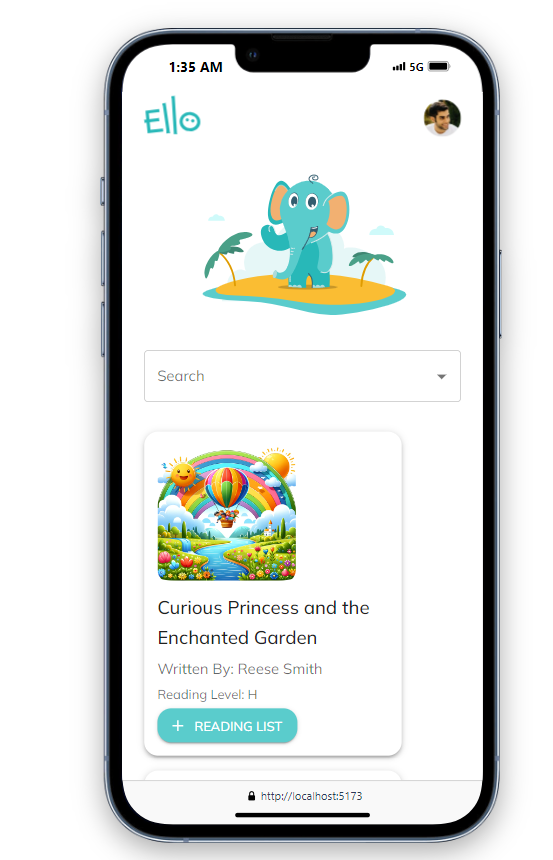 1:35 AM 5G
Ello
Search
Curious Princess and the
Enchanted Garden
Written By: Reese Smith
Reading Level: H
+ READING LIST
http://localhost:5173